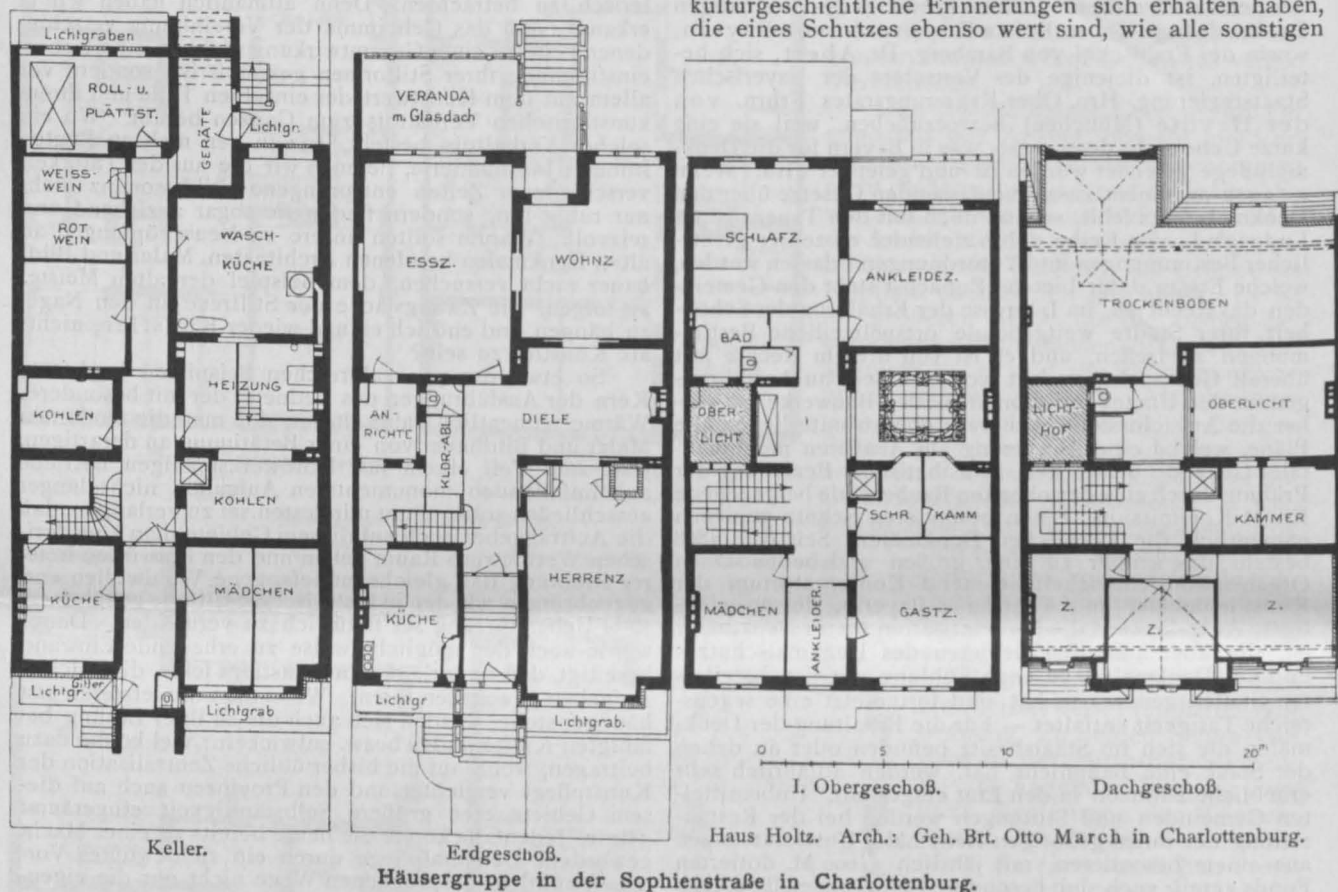 kulturgeschichtliche Erinnerungen sich erhalten haben,
die eines Schutzes ebenso wert sind, wie alle sonstigen
Lichtgraben
ROLL- U.
PLÄTTST.
GERÄTE
Lichtgr.
WEISS-
WEIN
ROT
WEIN
WASCH-
KÜCHE
HEIZUNG
KOHLEN
KOHLEN
KÜCHE
MÄDCHEN
Lichtgr.
Gitter
Lichtgrab
VERANDA
m. Glasdach
ESSZ.
WOHNZ
AN-
RICHTE
KLDR-ABL.
DIELE
KÜCHE
HERRENZ.
Lichtgr
Lichtgrab.
SCHLAFZ.
ANKLEIDEZ.
BAD
OBER-
LICHT
SCHR.
KAMM
MÄDCHEN
ANKLEIDER.
GASTZ.
TROCKENBODEN
LICHT
HOF
OBERLICHT
KAMMER
Z.
Z.
Z.
0 10 20 m
I. Obergeschoß.
Dachgeschoß.
Keller.
Erdgeschoß.
Haus Holtz. Arch.: Geh. Brt. Otto March in Charlottenburg.
Häusergruppe in der Sophienstraße in Charlottenburg.